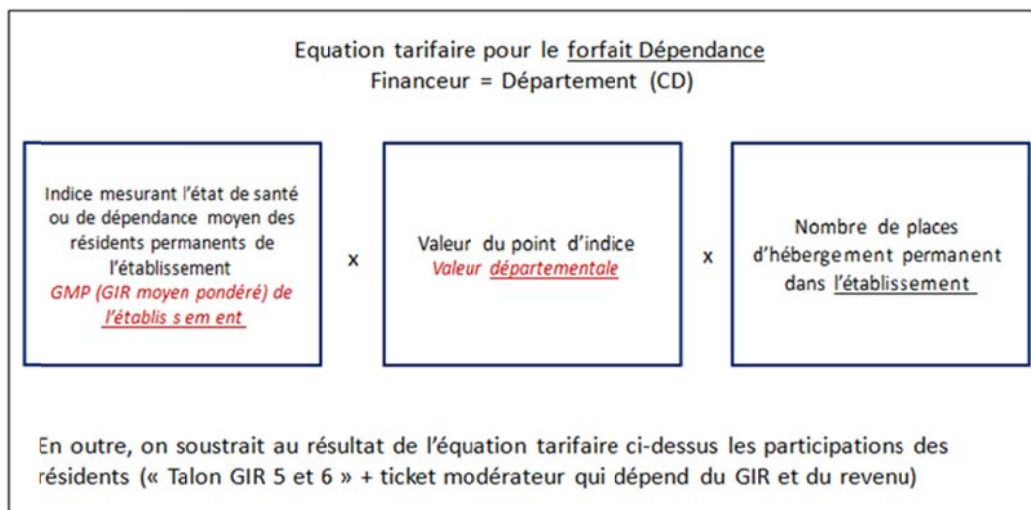 Equation tarifaire pour le forfait Dépendance
Financeur = Département (CD)
Indice mesurant l'état de santé
ou de dépendance moyen des
résidents permanents de
l'établissement
GMP (GIR moyen pondéré) de
l'établis s em ent
x
Valeur du point d'indice
Valeur départementale
x
Nombre de places
d'hébergement permanent
dans l'établissement
En outre, on soustrait au résultat de l'équation tarifaire ci-dessus les participations des
résidents (« Talon GIR 5 et 6 » + ticket modérateur qui dépend du GIR et du revenu)